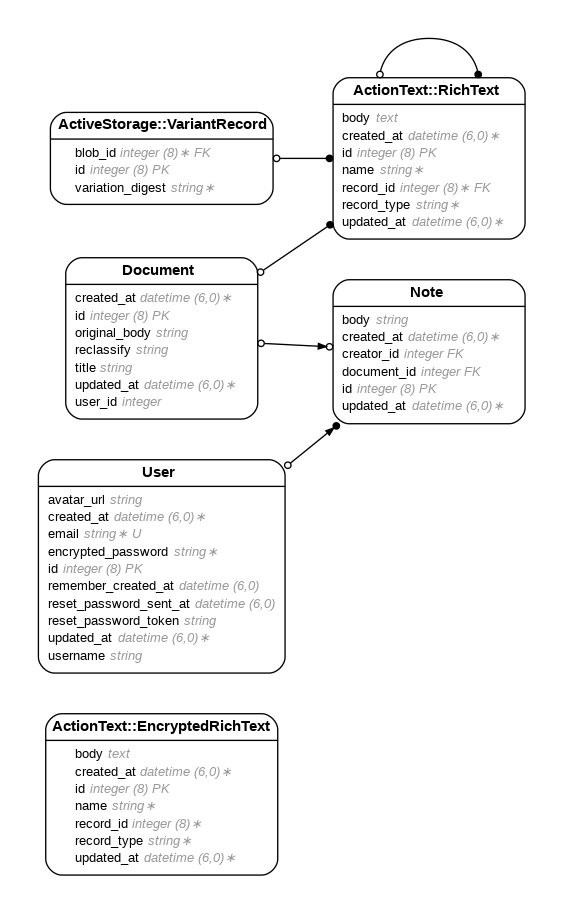 ActionText::RichText
body text
created_at datetime (6,0)∗
id integer (8) PK
name string∗
record_id integer (8)∗ FK
record_type string∗
updated_at datetime (6,0)∗
ActiveStorage::VariantRecord
blob_id integer (8)∗ FK
id integer (8) PK
variation_digest string∗
Document
created_at datetime (6,0)∗
id integer (8) PK
original_body string
reclassify string
title string
updated_at datetime (6,0)∗
user_id integer
Note
body string
created_at datetime (6,0)∗
creator_id integer FK
document_id integer FK
id integer (8) PK
updated_at datetime (6,0)∗
User
avatar_url string
created_at datetime (6,0)∗
email string∗ U
encrypted_password string∗
id integer (8) PK
remember_created_at datetime (6,0)
reset_password_sent_at datetime (6,0)
reset_password_token string
updated_at datetime (6,0)∗
username string
ActionText::EncryptedRichText
body text
created_at datetime (6,0)∗
id integer (8) PK
name string∗
record_id integer (8)∗
record_type string∗
updated_at datetime (6,0)∗